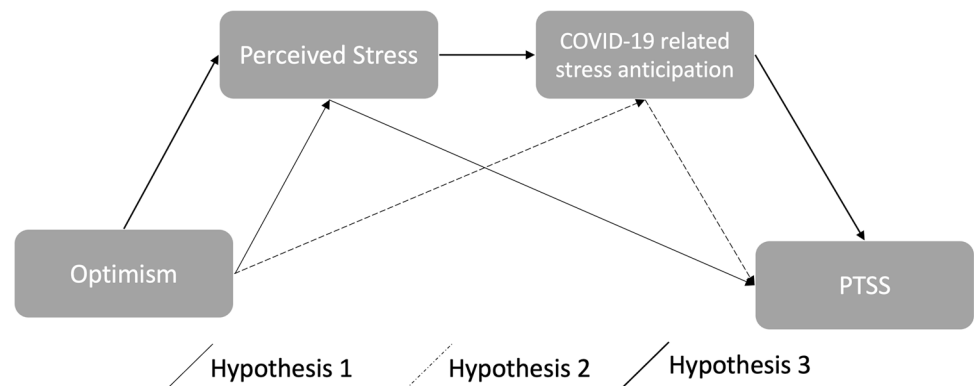 Perceived Stress
COVID-19 related
stress anticipation
Optimism
PTSS
Hypothesis 1
Hypothesis 2
Hypothesis 3